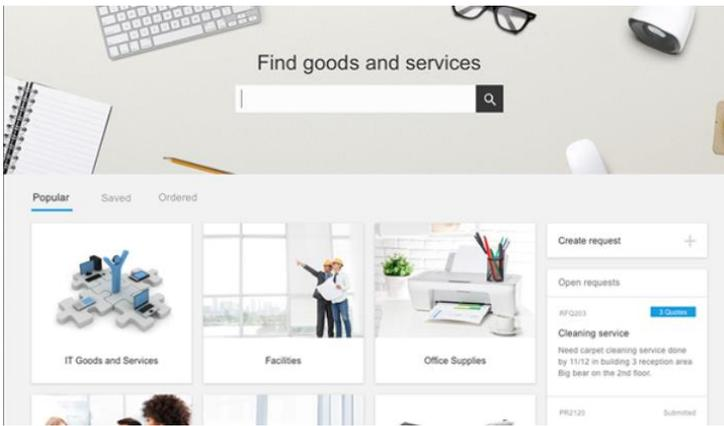 Find goods and services
Popular
Saved
Ordered
IT Goods and Services
Facilities
Office Supplies
Create request
Open requests
RFQ203
3 Quotes
Cleaning service
Need carpet cleaning service done
by 11/12 in building 3 reception area
Big bear on the 2nd floor.
PR2120
Submitted